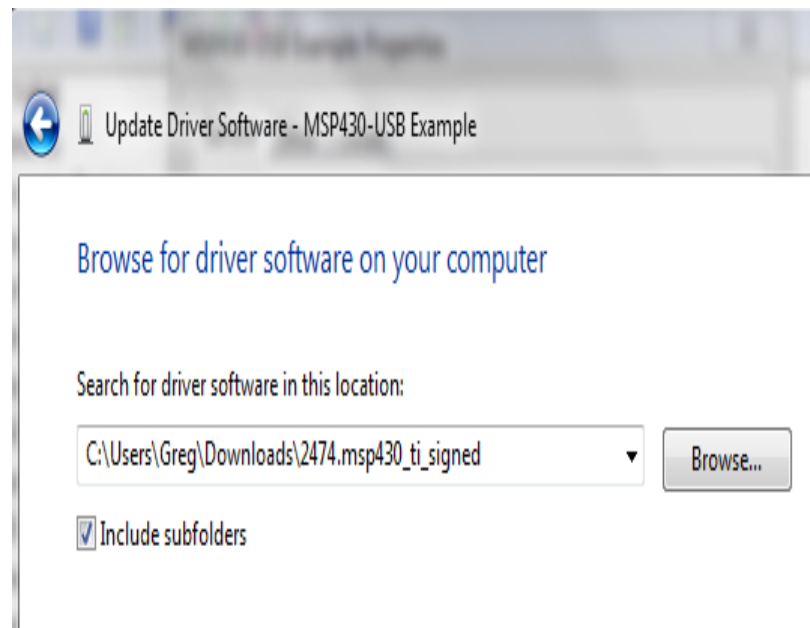 Update Driver Software - MSP430-USB Example
Browse for driver software on your computer
Search for driver software in this location:
C:\Users\Greg\Downloads\2474.msp430_ti_signed
Browse...
Include subfolders